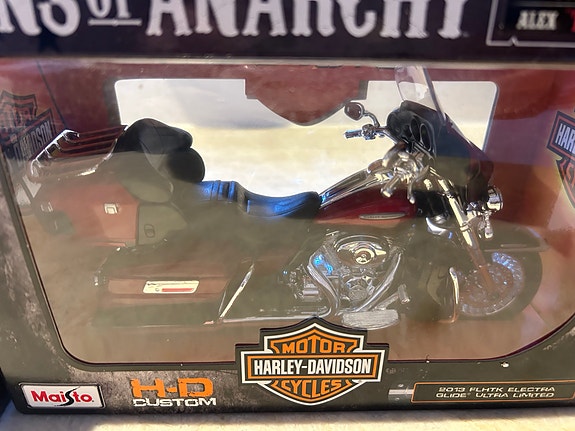 NS OF ANARCHY
ALEX
MOTOR
HARLEY-DAVIDSON
CYCLES
Maisto
H-D
CUSTOM
2013 FLHTK ELECTRA
GLIDE ULTRA LIMITED